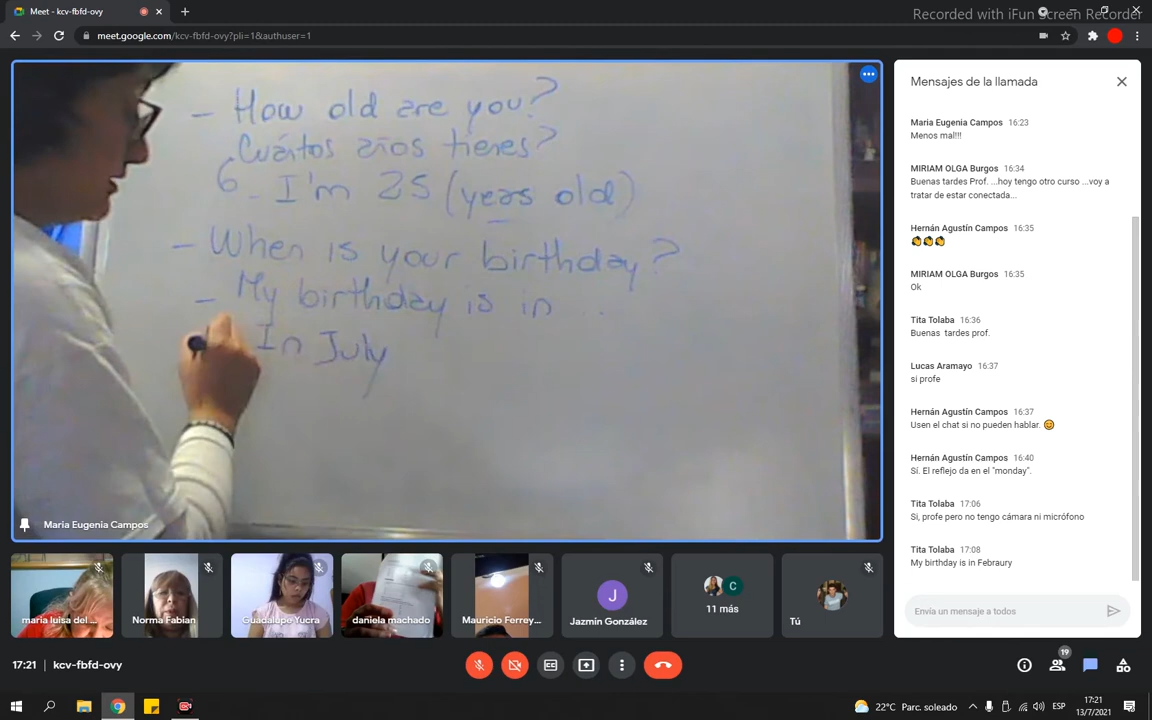 Meet - kcv-fbfd-ovy
Recorded with iFun Screen Recorder
meet.google.com/kcv-fbfd-ovy?pli=1&authuser=1
- How old are you?
¿Cuántos años tienes?
- I'm 25 (years old)
- When is your birthday?
- My birthday is in ...
In July
Maria Eugenia Campos
maria luisa del ...
Norma Fabian
Guadalupe Yucra
daniela machado
Mauricio Ferrey...
J
Jazmín González
C
11 más
Tú
17:21 | kcv-fbfd-ovy
Mensajes de la llamada
Maria Eugenia Campos 16:23
Menos mal!!!
MIRIAM OLGA Burgos 16:34
Buenas tardes Prof. ...hoy tengo otro curso ...voy a
tratar de estar conectada...
Hernán Agustín Campos 16:35
👏👏👏
MIRIAM OLGA Burgos 16:35
Ok
Tita Tolaba 16:36
Buenas tardes prof.
Lucas Aramayo 16:37
si profe
Hernán Agustín Campos 16:37
Usen el chat si no pueden hablar. 😊
Hernán Agustín Campos 16:40
Sí. El reflejo da en el "monday".
Tita Tolaba 17:06
Si, profe pero no tengo cámara ni micrófono
Tita Tolaba 17:08
My birthday is in Febraury
Envía un mensaje a todos
19
22°C Parc. soleado
ESP
17:21
13/7/2021